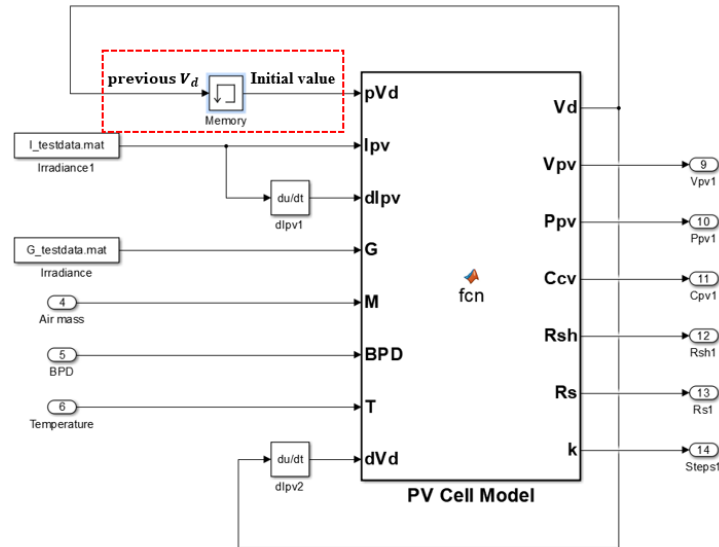 previous V_d
Initial value
Memory
pVd
Vd
I_testdata.mat
Irradiance1
Ipv
Vpv
9
Vpv1
du/dt
dIpv1
dIpv
Ppv
10
Ppv1
G_testdata.mat
Irradiance
G
fcn
Ccv
11
Cpv1
4
Air mass
M
Rsh
12
Rsh1
5
BPD
BPD
Rs
13
Rs1
6
Temperature
T
k
14
Steps1
du/dt
dIpv2
dVd
PV Cell Model